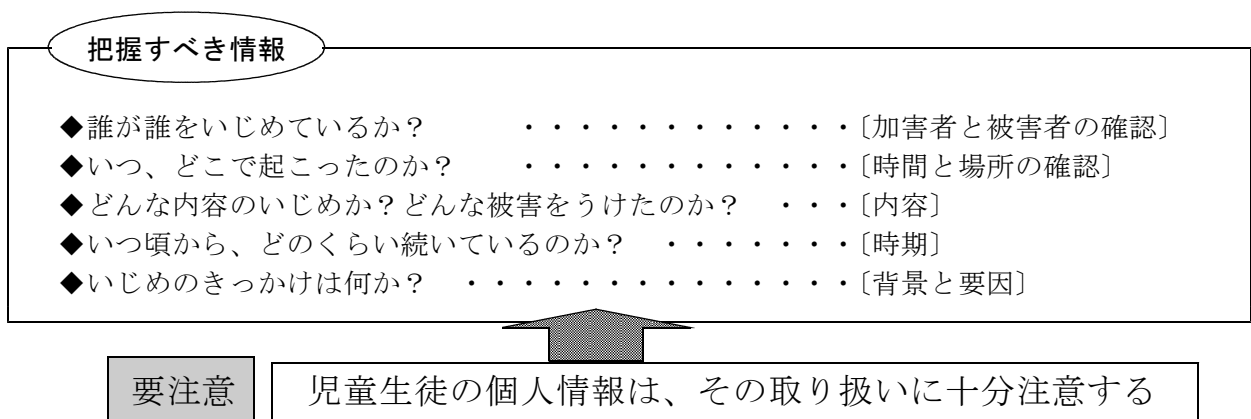 把握すべき情報
◆誰が誰をいじめているか？　・・・・・・・・・・・・〔加害者と被害者の確認〕
◆いつ、どこで起こったのか？　・・・・・・・・・・・・〔時間と場所の確認〕
◆どんな内容のいじめか？どんな被害をうけたのか？　・・・〔内容〕
◆いつ頃から、どのくらい続いているのか？　・・・・・・・〔時期〕
◆いじめのきっかけは何か？　・・・・・・・・・・・・・・〔背景と要因〕
要注意　児童生徒の個人情報は、その取り扱いに十分注意する